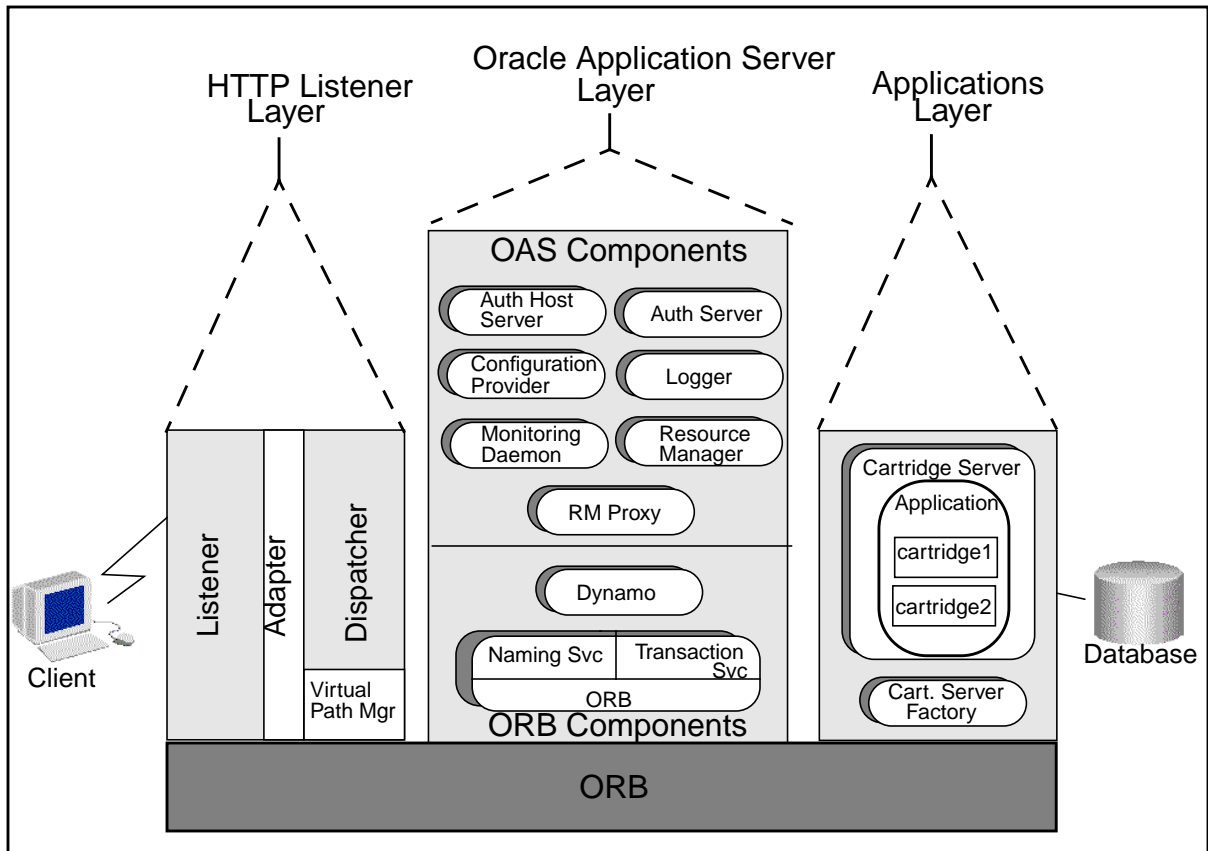 HTTP Listener
Layer
Oracle Application Server
Layer
Applications
Layer
OAS Components
Auth Host
Server
Auth Server
Configuration
Provider
Logger
Monitoring
Daemon
Resource
Manager
RM Proxy
Dynamo
Naming Svc
Transaction
Svc
ORB
ORB Components
Listener
Adapter
Dispatcher
Virtual
Path Mgr
Client
Cartridge Server
Application
cartridge1
cartridge2
Cart. Server
Factory
Database
ORB